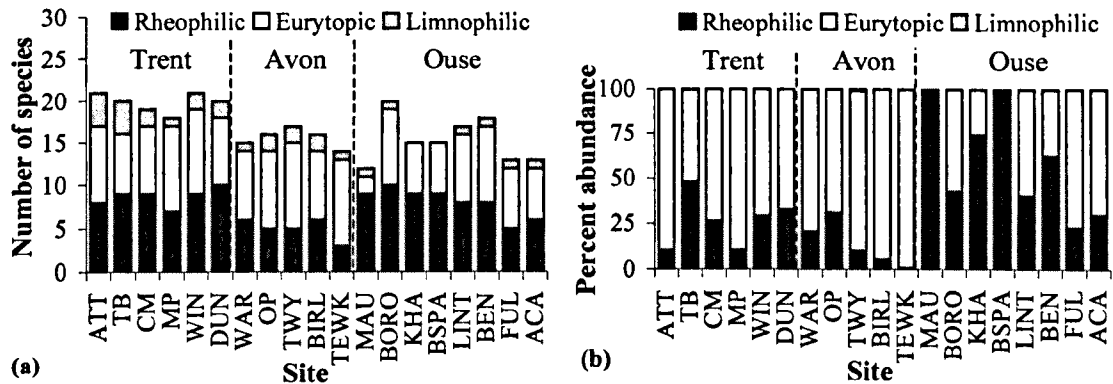 Rheophilic Eurytopic Limnophilic
Trent Avon Ouse
Number of species
30
25
20
15
10
5
0
ATT TB CM MP WIN DUN WAR OP TWY BIRL TEWK MAU BORO KHA BSPA LINT BEN FUL ACA
(a) Site
Rheophilic Eurytopic Limnophilic
Trent Avon Ouse
Percent abundance
100
75
50
25
0
ATT TB CM MP WIN DUN WAR OP TWY BIRL TEWK MAU BORO KHA BSPA LINT BEN FUL ACA
(b) Site